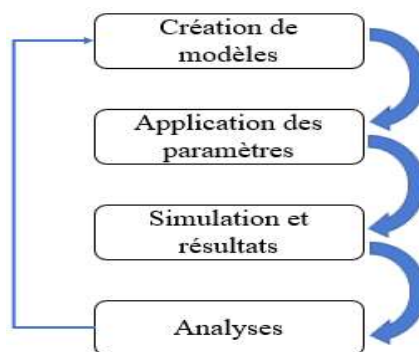 Création de
modèles
Application des
paramètres
Simulation et
résultats
Analyses